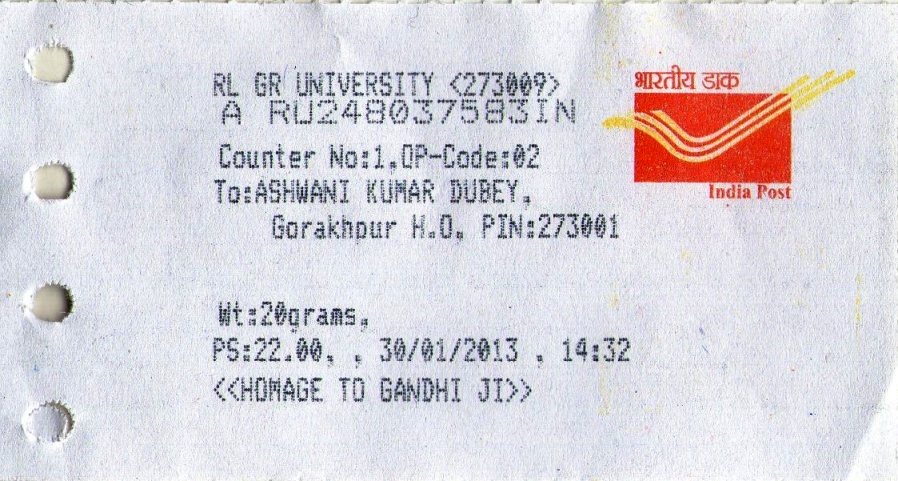 RL GR UNIVERSITY <273009>
A RU248037583IN
Counter No:1,OP-Code:02
To:ASHWANI KUMAR DUBEY,
Gorakhpur H.O, PIN:273001
Wt:20grams,
PS:22.00, , 30/01/2013 , 14:32
<<HOMAGE TO GANDHI JI>>
भारतीय डाक
India Post